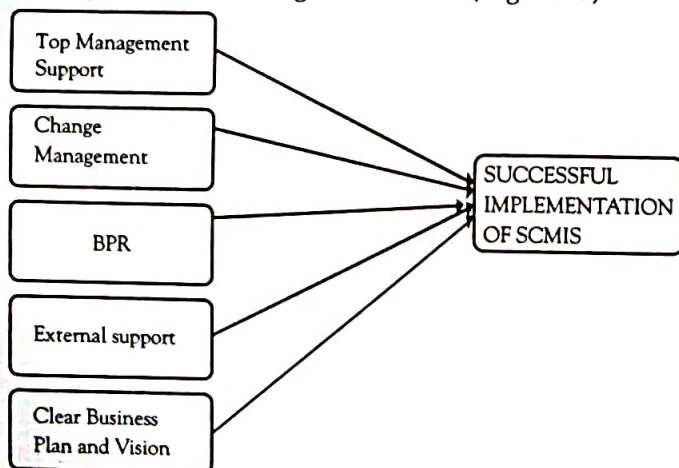 Top Management
Support
Change
Management
BPR
External support
Clear Business
Plan and Vision
SUCCESSFUL
IMPLEMENTATION
OF SCMIS